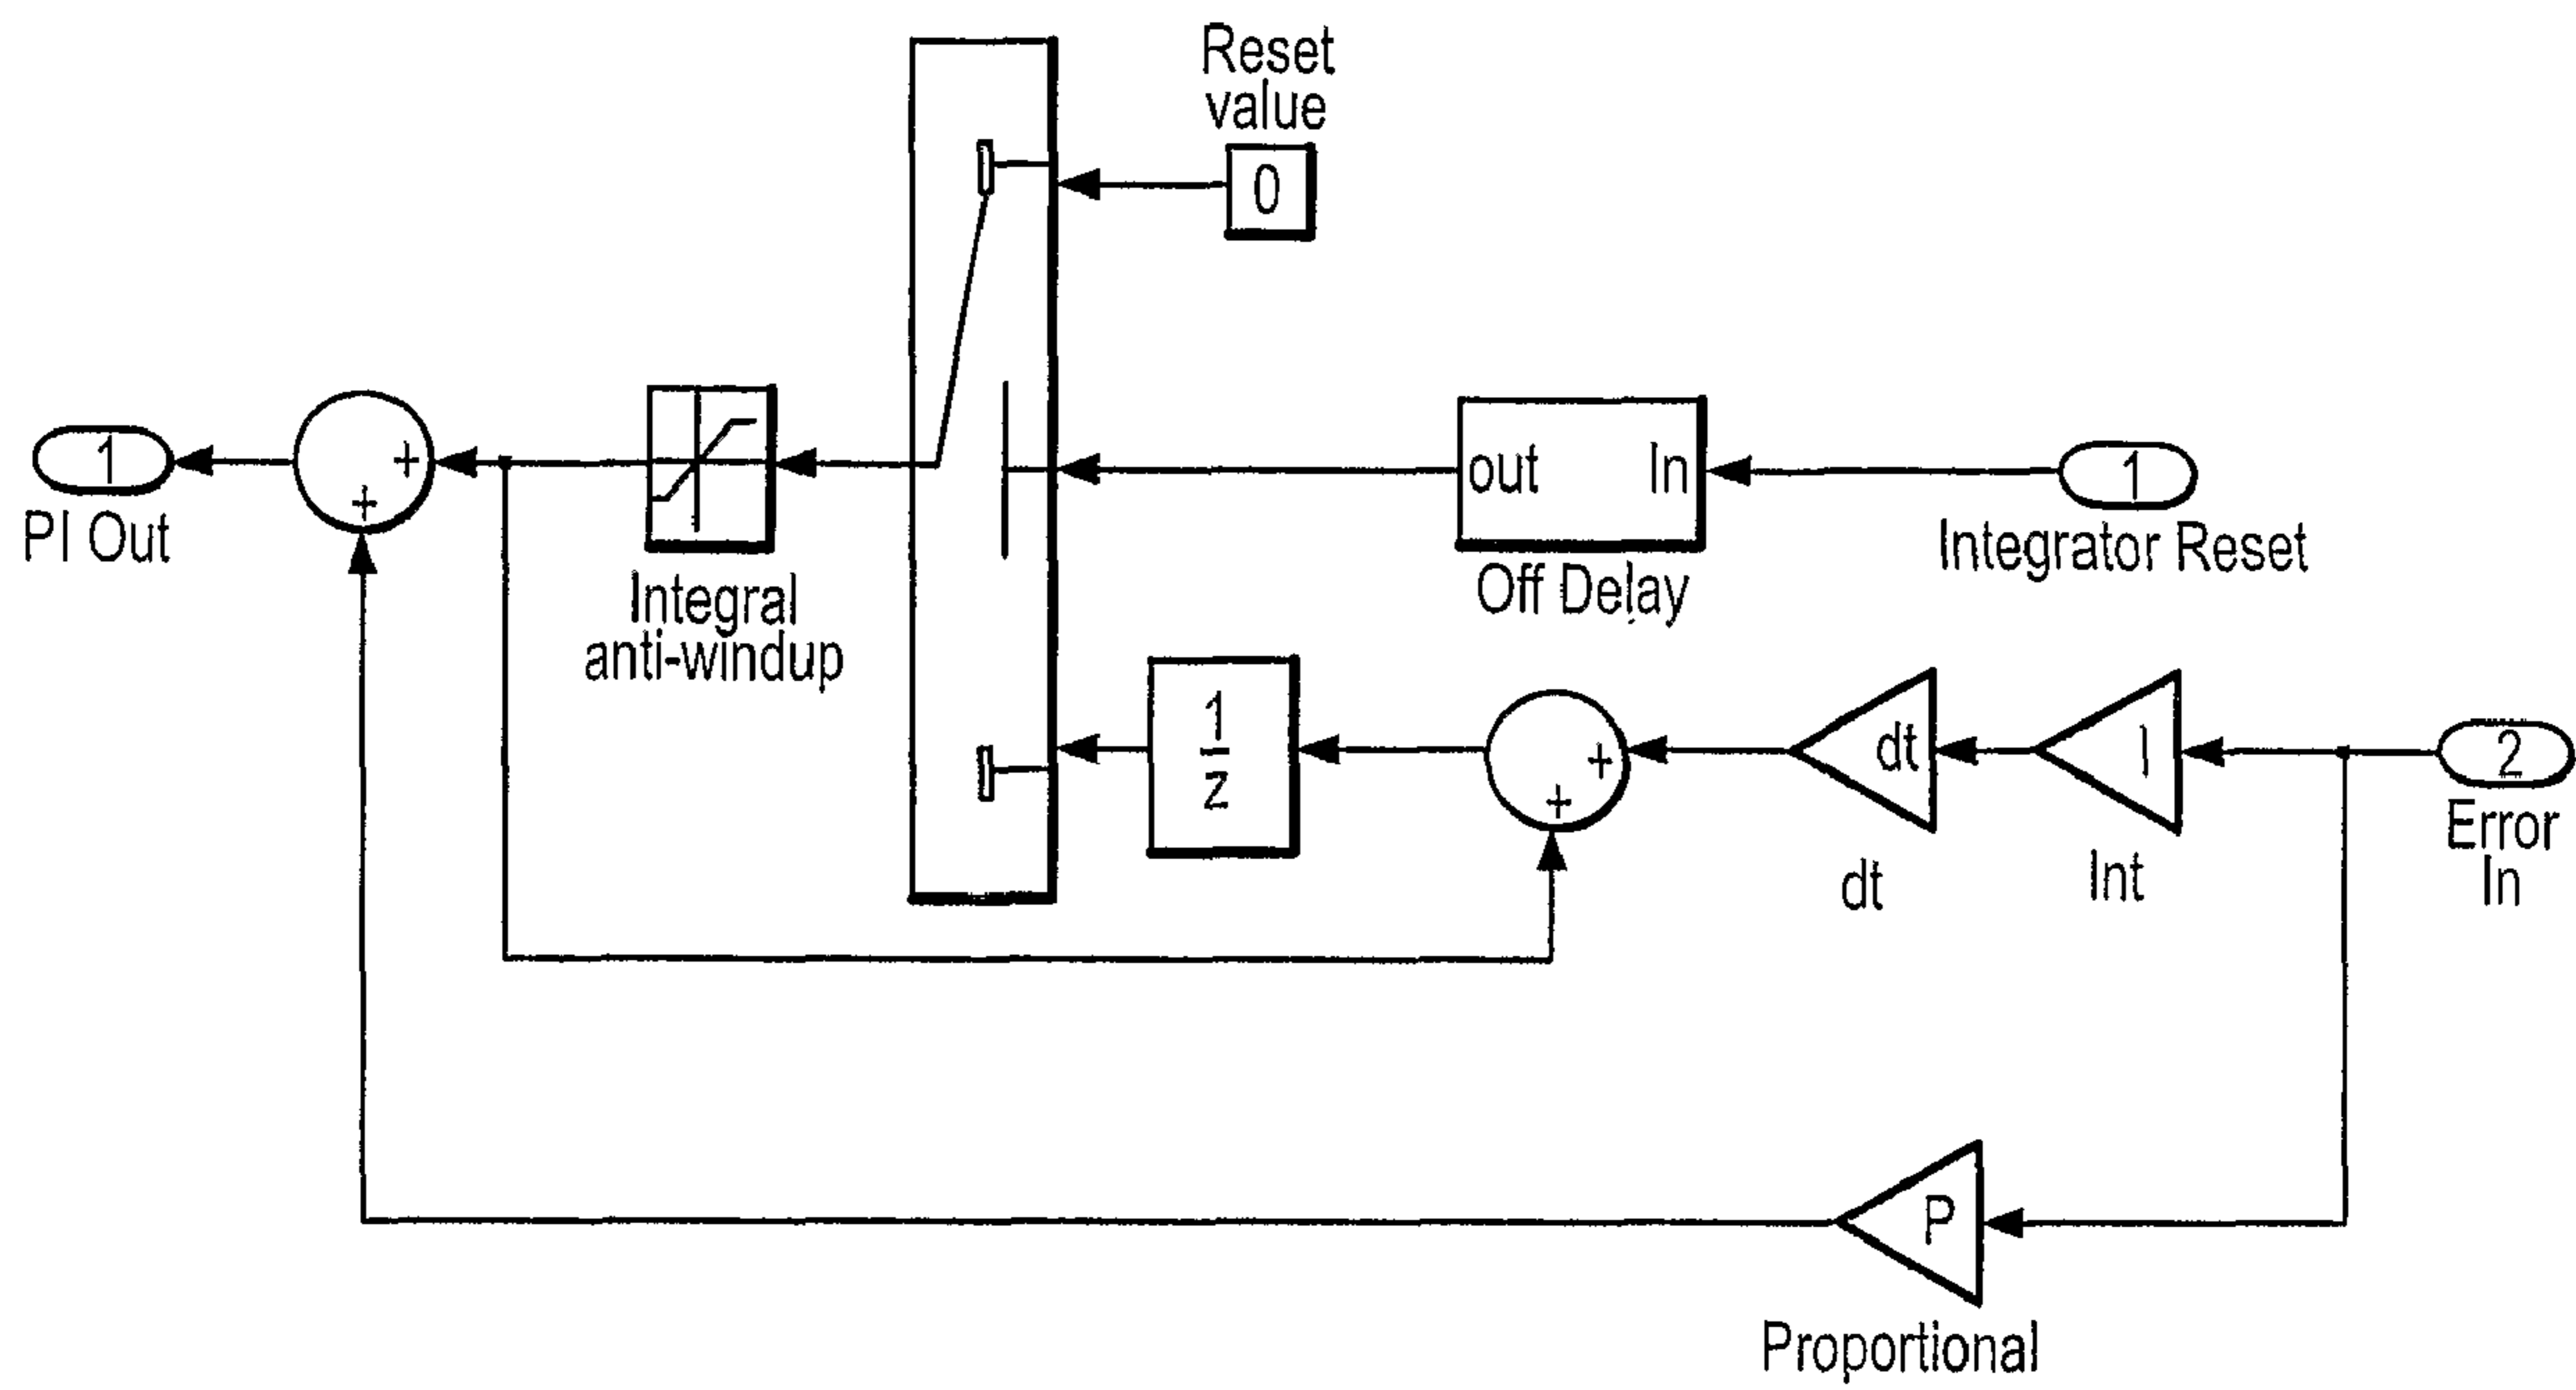 Reset
value
0
1
PI Out
+
+
Integral
anti-windup
out
In
Off Delay
1
Integrator Reset
1
z
+
+
dt
dt
I
Int
2
Error
In
P
Proportional